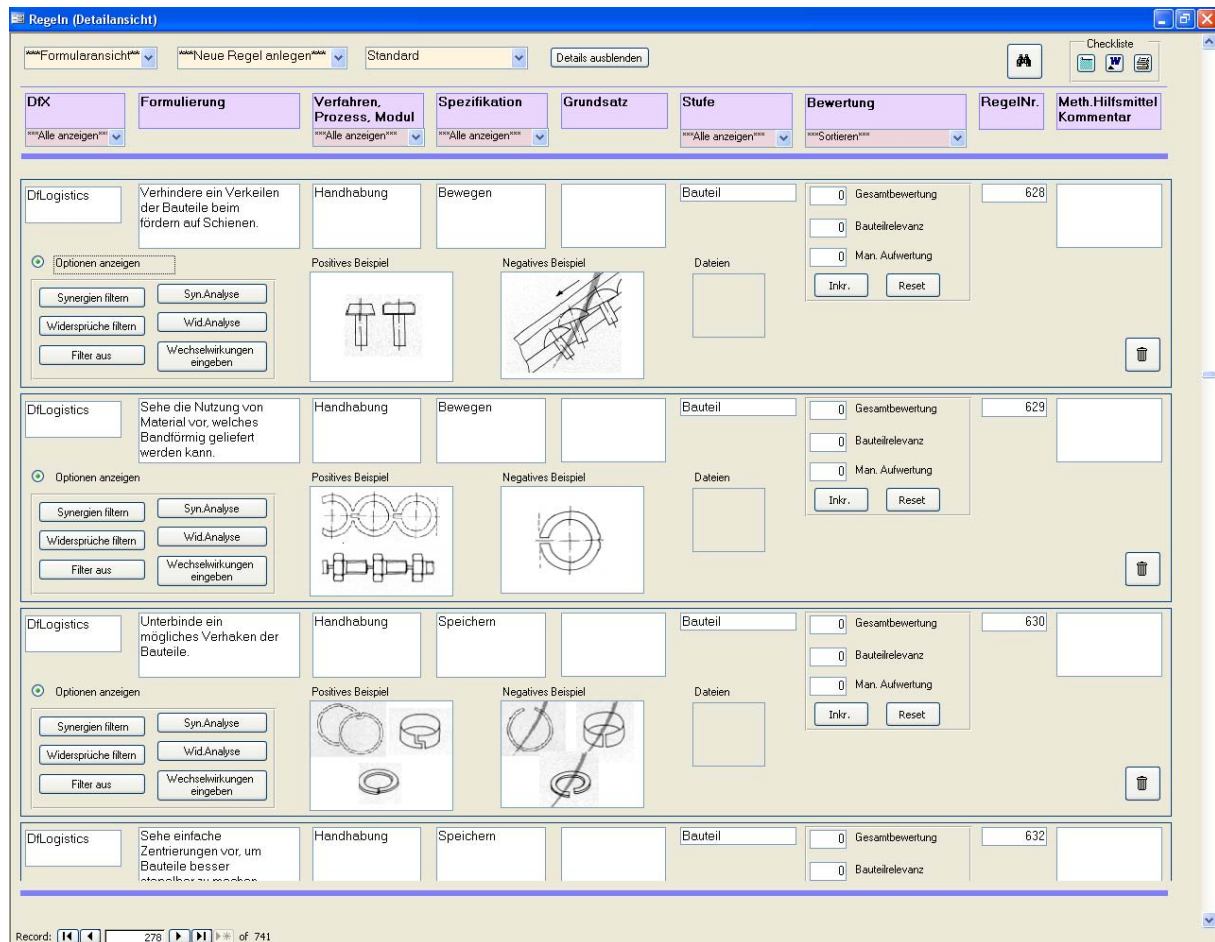 Regeln (Detailansicht)
***Formularansicht***
***Neue Regel anlegen***
Standard
Details ausblenden
Checkliste
DfX
Formulierung
Verfahren,
Prozess, Modul
Spezifikation
Grundsatz
Stufe
Bewertung
RegelNr.
Meth.Hilfsmittel
Kommentar
***Alle anzeigen***
***Alle anzeigen***
***Alle anzeigen***
***Alle anzeigen***
***Sortieren***
DfLogistics
Verhindere ein Verkeilen
der Bauteile beim
fördern auf Schienen.
Handhabung
Bewegen
Bauteil
0 Gesamtbewertung
0 Bauteilrelevanz
0 Man. Aufwertung
Inkr.
Reset
628
Optionen anzeigen
Positives Beispiel
Negatives Beispiel
Dateien
Synergien filtern
Syn.Analyse
Widersprüche filtern
Wid.Analyse
Filter aus
Wechselwirkungen
eingeben
DfLogistics
Sehe die Nutzung von
Material vor, welches
Bandförmig geliefert
werden kann.
Handhabung
Bewegen
Bauteil
0 Gesamtbewertung
0 Bauteilrelevanz
0 Man. Aufwertung
Inkr.
Reset
629
Optionen anzeigen
Positives Beispiel
Negatives Beispiel
Dateien
Synergien filtern
Syn.Analyse
Widersprüche filtern
Wid.Analyse
Filter aus
Wechselwirkungen
eingeben
DfLogistics
Unterbinde ein
mögliches Verhaken der
Bauteile.
Handhabung
Speichern
Bauteil
0 Gesamtbewertung
0 Bauteilrelevanz
0 Man. Aufwertung
Inkr.
Reset
630
Optionen anzeigen
Positives Beispiel
Negatives Beispiel
Dateien
Synergien filtern
Syn.Analyse
Widersprüche filtern
Wid.Analyse
Filter aus
Wechselwirkungen
eingeben
DfLogistics
Sehe einfache
Zentrierungen vor, um
Bauteile besser
stapelbar zu machen
Handhabung
Speichern
Bauteil
0 Gesamtbewertung
0 Bauteilrelevanz
632
Record: 278 of 741